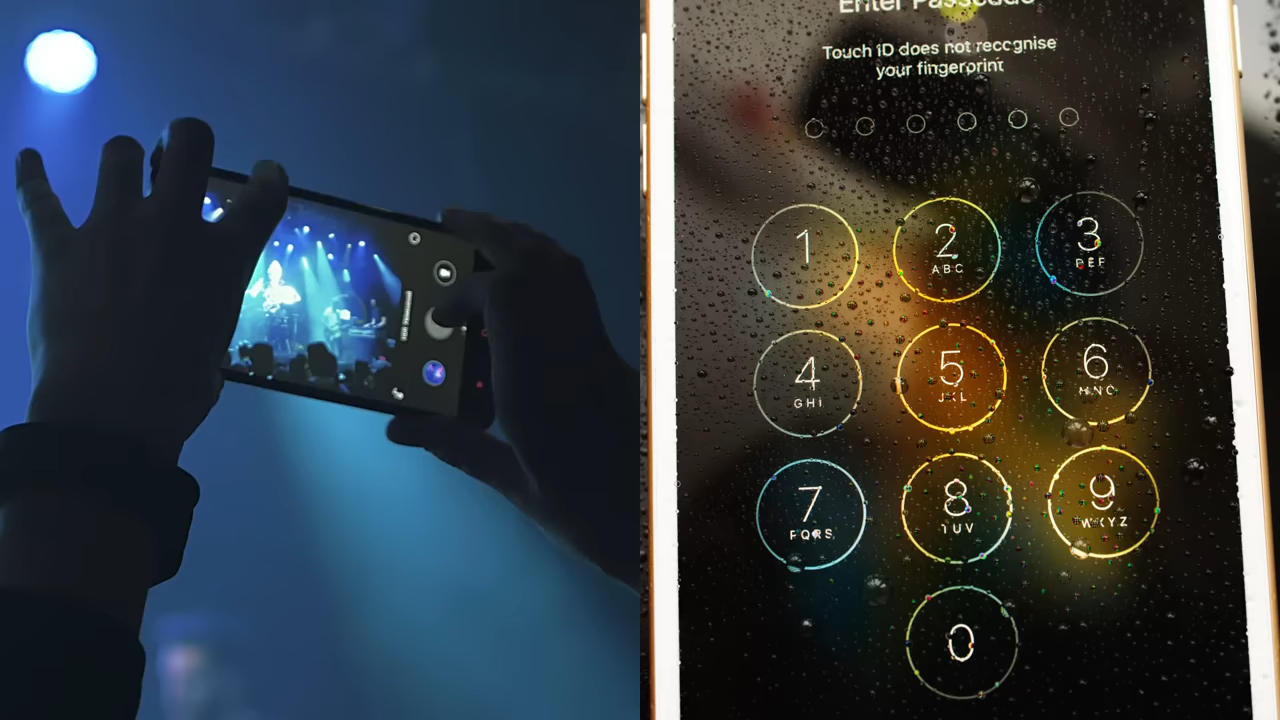 Enter Passcode
Touch ID does not recognise
your fingerprint
1
2
ABC
3
DEF
4
GHI
5
JKL
6
MNO
7
PQRS
8
TUV
9
WXYZ
0